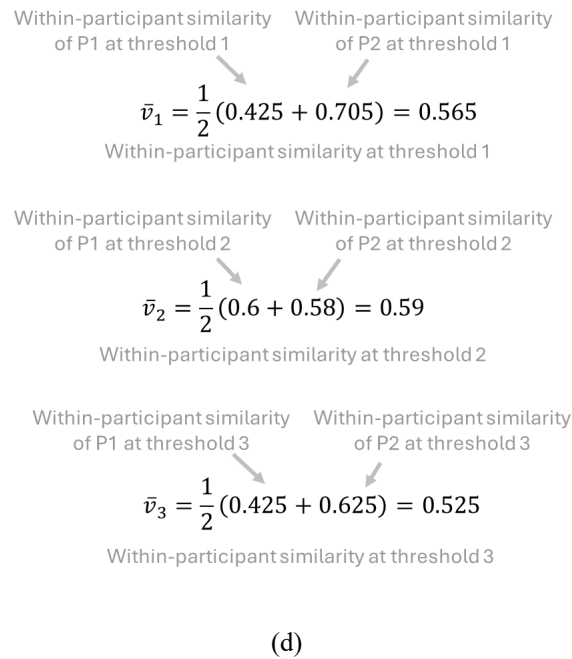 Within-participant similarity of P1 at threshold 1
Within-participant similarity of P2 at threshold 1
v̄₁ = 1/2 (0.425 + 0.705) = 0.565
Within-participant similarity at threshold 1
Within-participant similarity of P1 at threshold 2
Within-participant similarity of P2 at threshold 2
v̄₂ = 1/2 (0.6 + 0.58) = 0.59
Within-participant similarity at threshold 2
Within-participant similarity of P1 at threshold 3
Within-participant similarity of P2 at threshold 3
v̄₃ = 1/2 (0.425 + 0.625) = 0.525
Within-participant similarity at threshold 3
(d)